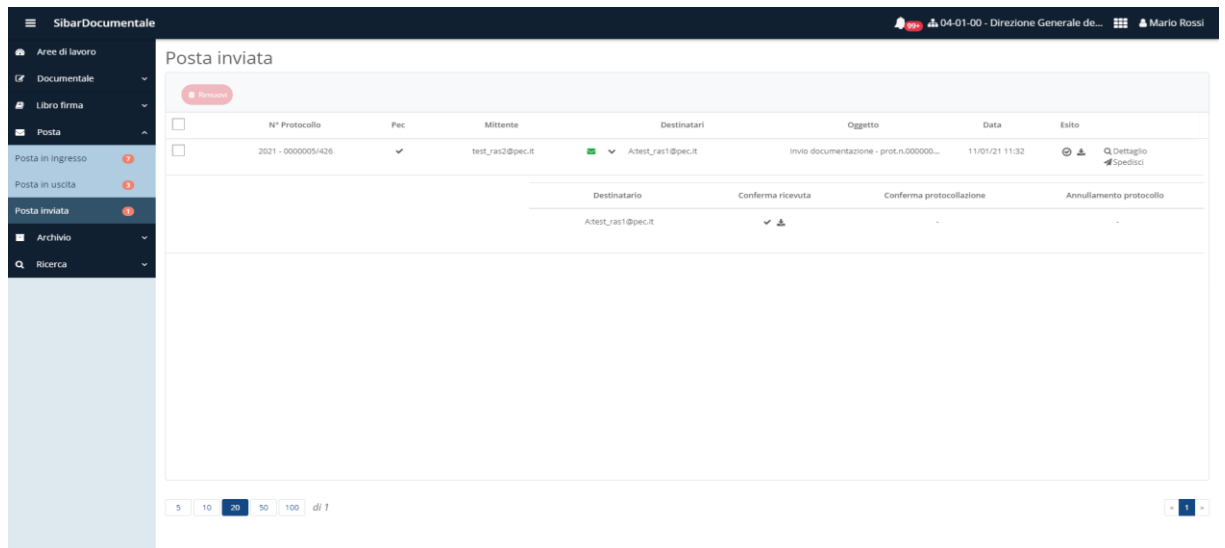 SibarDocumentale
99+ 04-01-00 - Direzione Generale de... Mario Rossi
Aree di lavoro
Documentale
Libro firma
Posta
Posta in ingresso 7
Posta in uscita 3
Posta inviata 1
Archivio
Ricerca
Posta inviata
Rimuovi
N° Protocollo Pec Mittente Destinatari Oggetto Data Esito
2021 - 0000005/426 test_ras2@pec.it A:test_ras1@pec.it Invio documentazione - prot.n.000000... 11/01/21 11:32 Dettaglio
Spedisci
Destinatario Conferma ricevuta Conferma protocollazione Annullamento protocollo
A:test_ras1@pec.it - -
5 10 20 50 100 di 1
« 1 »